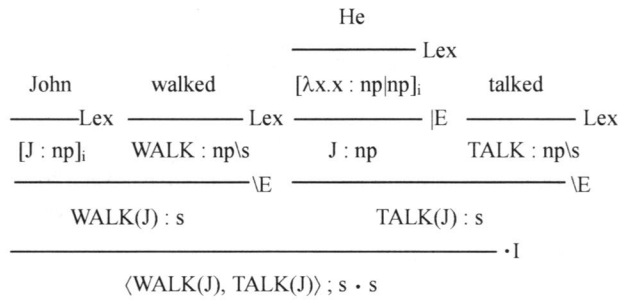 He
Lex
John walked [λx.x : np|np]ᵢ talked
Lex Lex |E Lex
[J : np]ᵢ WALK : np\s J : np TALK : np\s
\E \E
WALK(J) : s TALK(J) : s
· I
⟨WALK(J), TALK(J)⟩ ; s · s